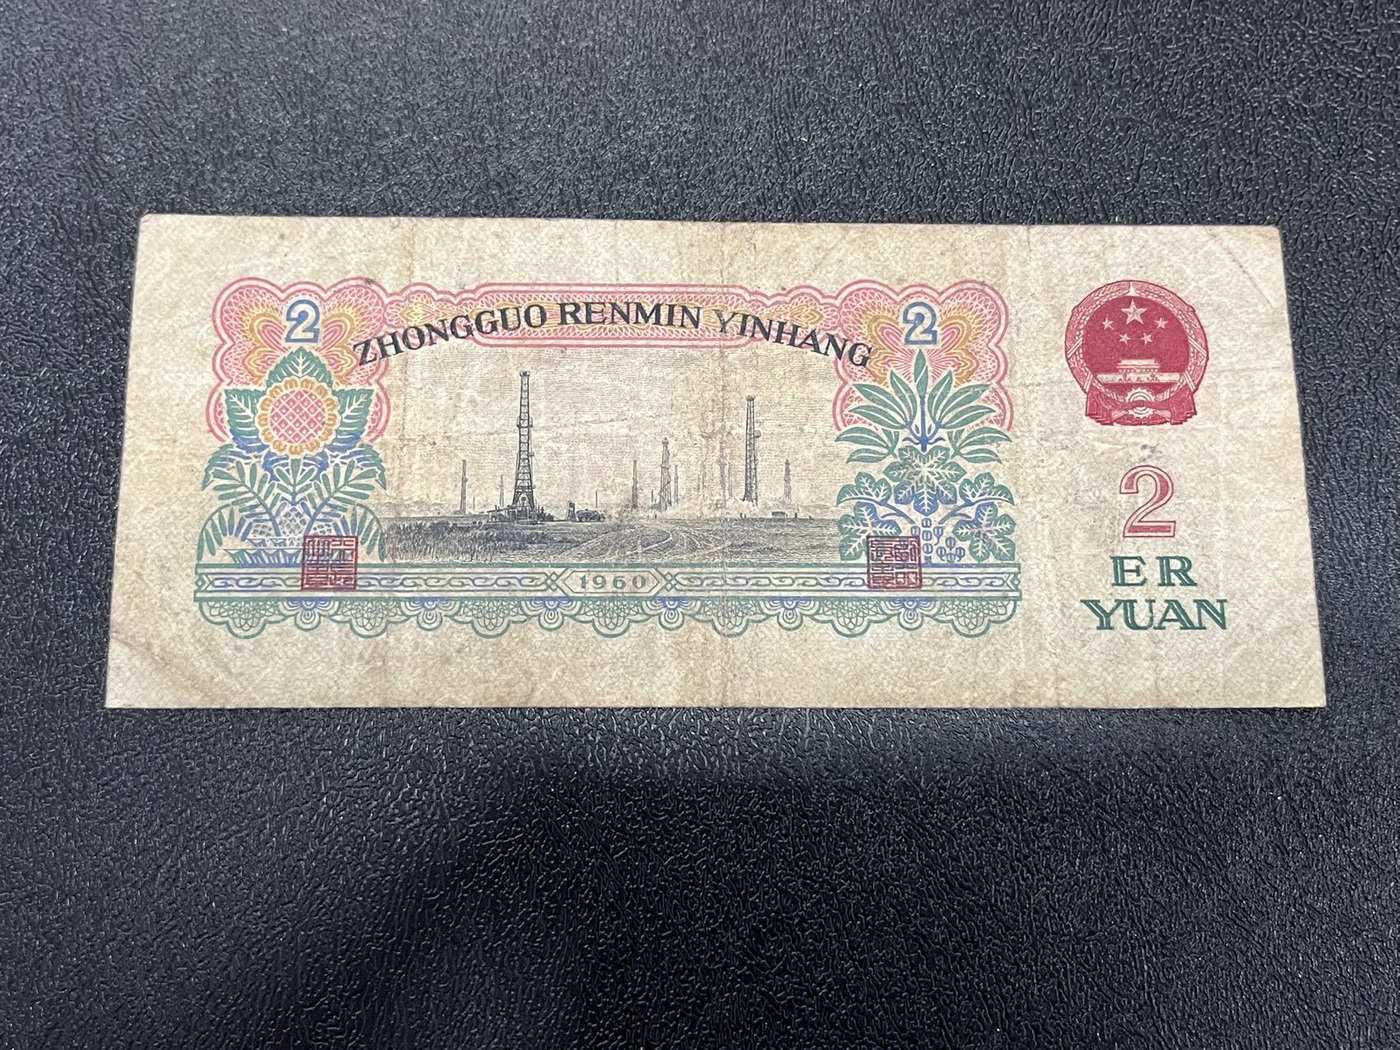 2
ZHONGGUO RENMIN YINHANG
2
1960
2
ER
YUAN